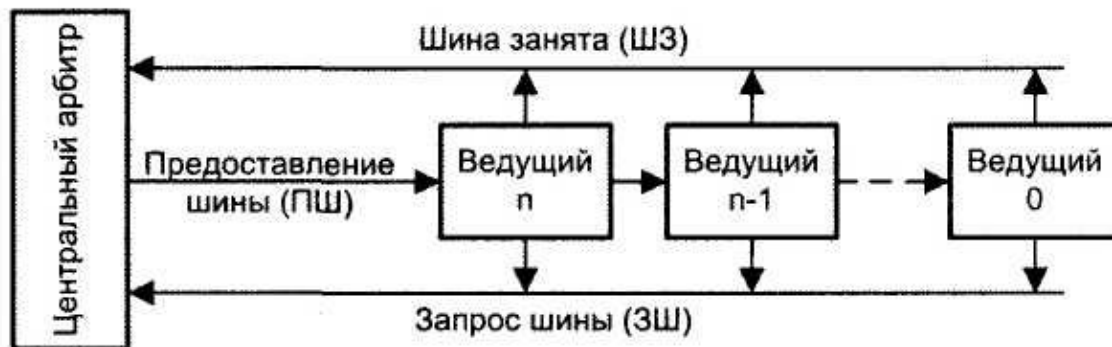 Центральный арбитр
Шина занята (ШЗ)
Предоставление
шины (ПШ)
Ведущий
n
Ведущий
n-1
Ведущий
0
Запрос шины (ЗШ)